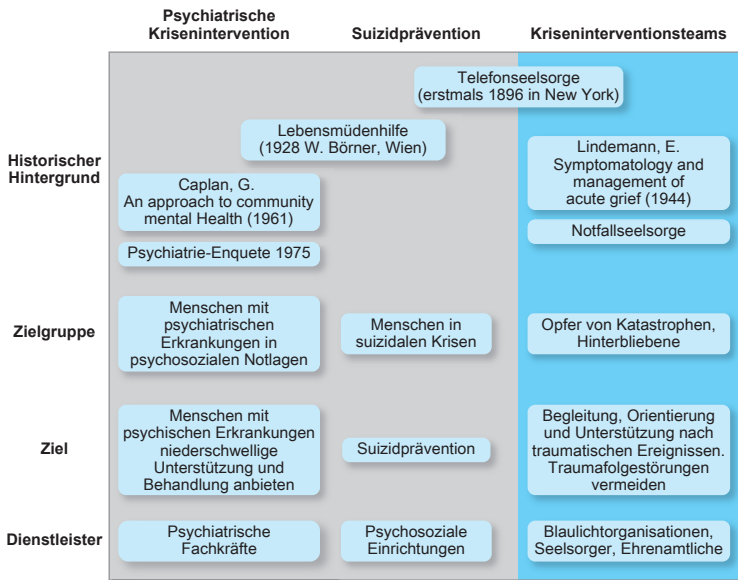 Psychiatrische
Krisenintervention
Suizidprävention
Kriseninterventionsteams
Historischer
Hintergrund
Telefonseelsorge
(erstmals 1896 in New York)
Lebensmüdenhilfe
(1928 W. Börner, Wien)
Caplan, G.
An approach to community
mental Health (1961)
Psychiatrie-Enquete 1975
Lindemann, E.
Symptomatology and
management of
acute grief (1944)
Notfallseelsorge
Zielgruppe
Menschen mit
psychiatrischen
Erkrankungen in
psychosozialen Notlagen
Menschen in
suizidalen Krisen
Opfer von Katastrophen,
Hinterbliebene
Ziel
Menschen mit
psychischen Erkrankungen
niederschwellige
Unterstützung und
Behandlung anbieten
Suizidprävention
Begleitung, Orientierung
und Unterstützung nach
traumatischen Ereignissen.
Traumafolgestörungen
vermeiden
Dienstleister
Psychiatrische
Fachkräfte
Psychosoziale
Einrichtungen
Blaulichtorganisationen,
Seelsorger, Ehrenamtliche